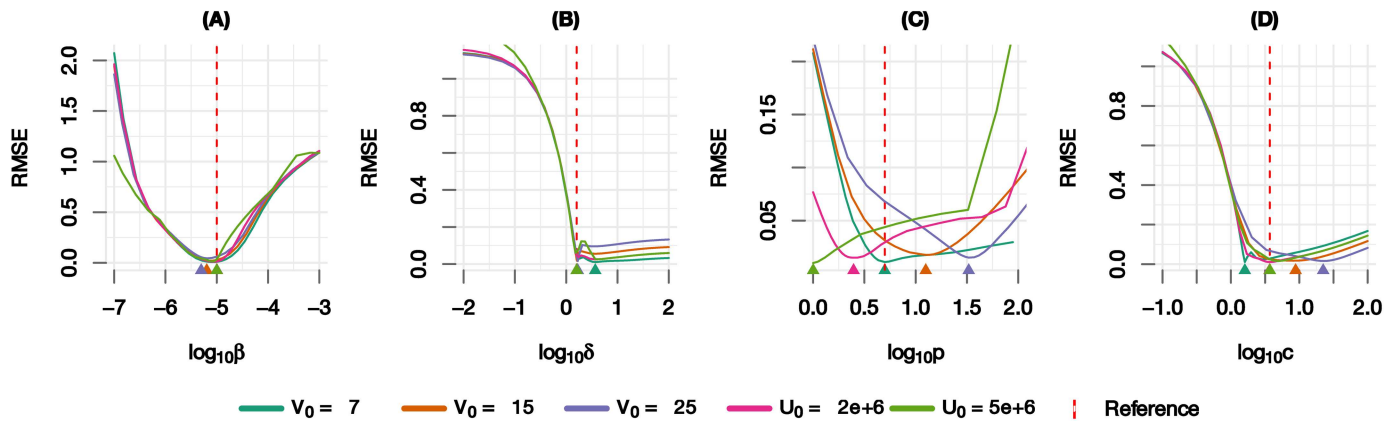 (A) (B) (C) (D)
RMSE RMSE RMSE RMSE
0.0 0.5 1.0 1.5 2.0
0.0 0.4 0.8
0.05 0.15
0.0 0.4 0.8
−7 −6 −5 −4 −3
−2 −1 0 1 2
0.0 0.5 1.0 1.5 2.0
−1.0 0.0 1.0 2.0
log₁₀β log₁₀δ log₁₀p log₁₀c
V₀ = 7 V₀ = 15 V₀ = 25 U₀ = 2e+6 U₀ = 5e+6 Reference